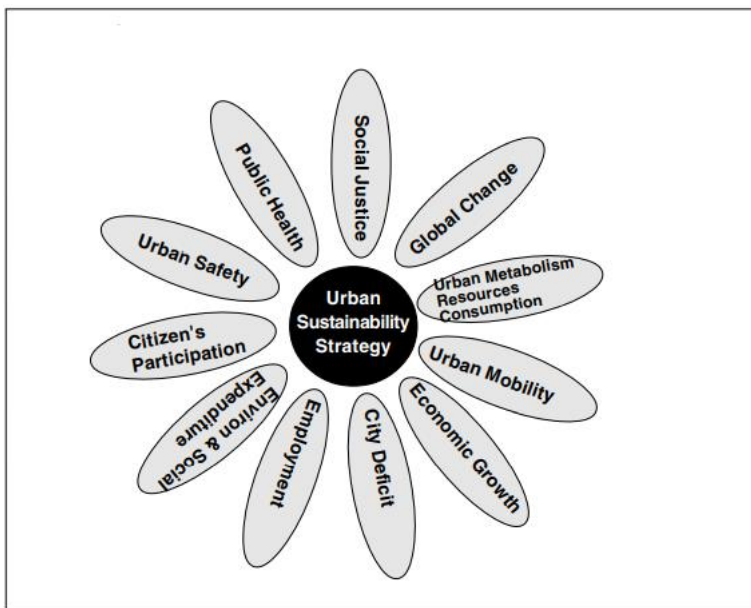 Social Justice
Global Change
Urban Metabolism
Resources
Consumption
Urban Mobility
Economic Growth
City Deficit
Employment
Environ & Social
Expenditure
Citizen's
Participation
Urban Safety
Public Health
Urban
Sustainability
Strategy